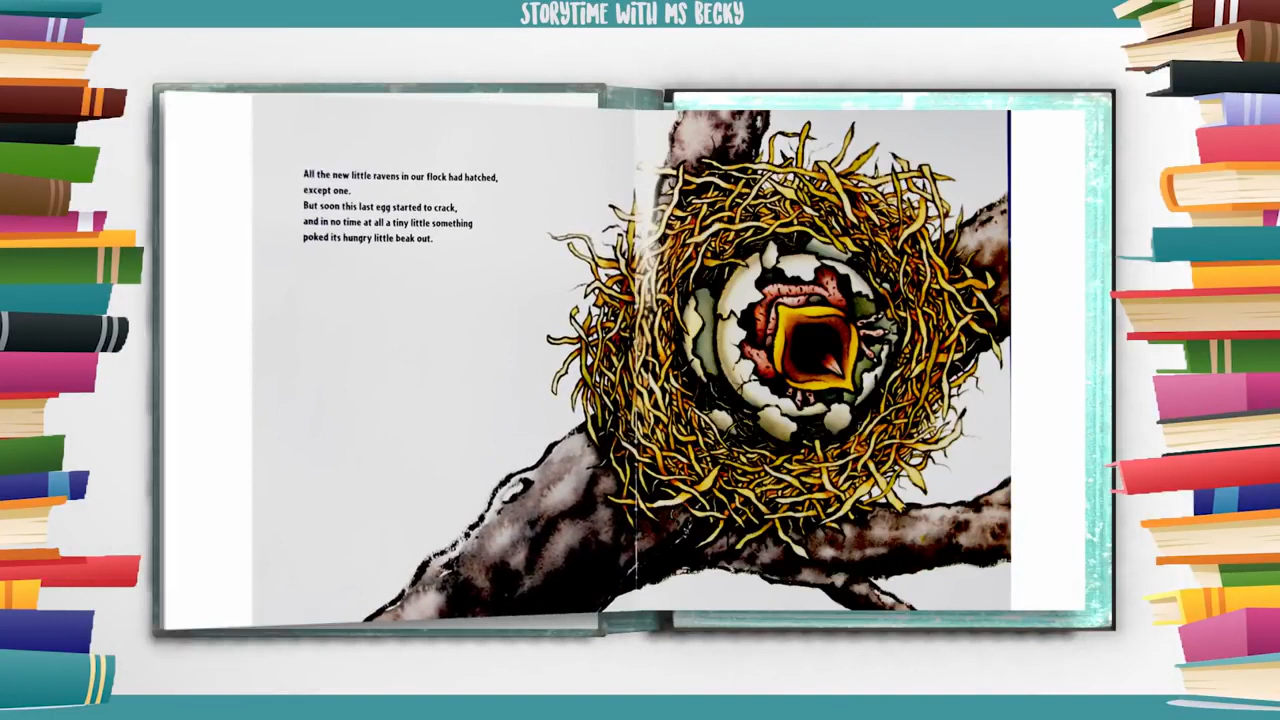 STORYTIME WITH MS BECKY
All the new little ravens in our flock had hatched,
except one.
But soon this last egg started to crack,
and in no time at all a tiny little something
poked its hungry little beak out.